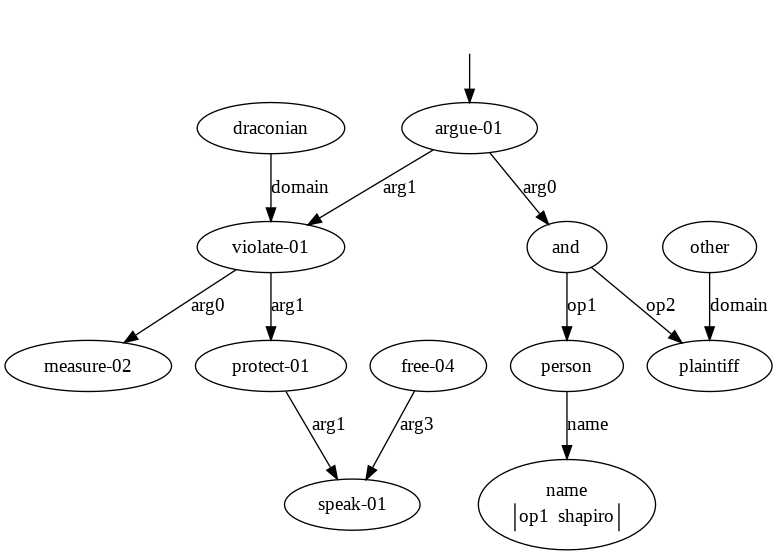 draconian
argue-01
domain
arg1
arg0
violate-01
and
other
arg0
arg1
op1
op2
domain
measure-02
protect-01
free-04
person
plaintiff
arg1
arg3
name
speak-01
name
op1 shapiro